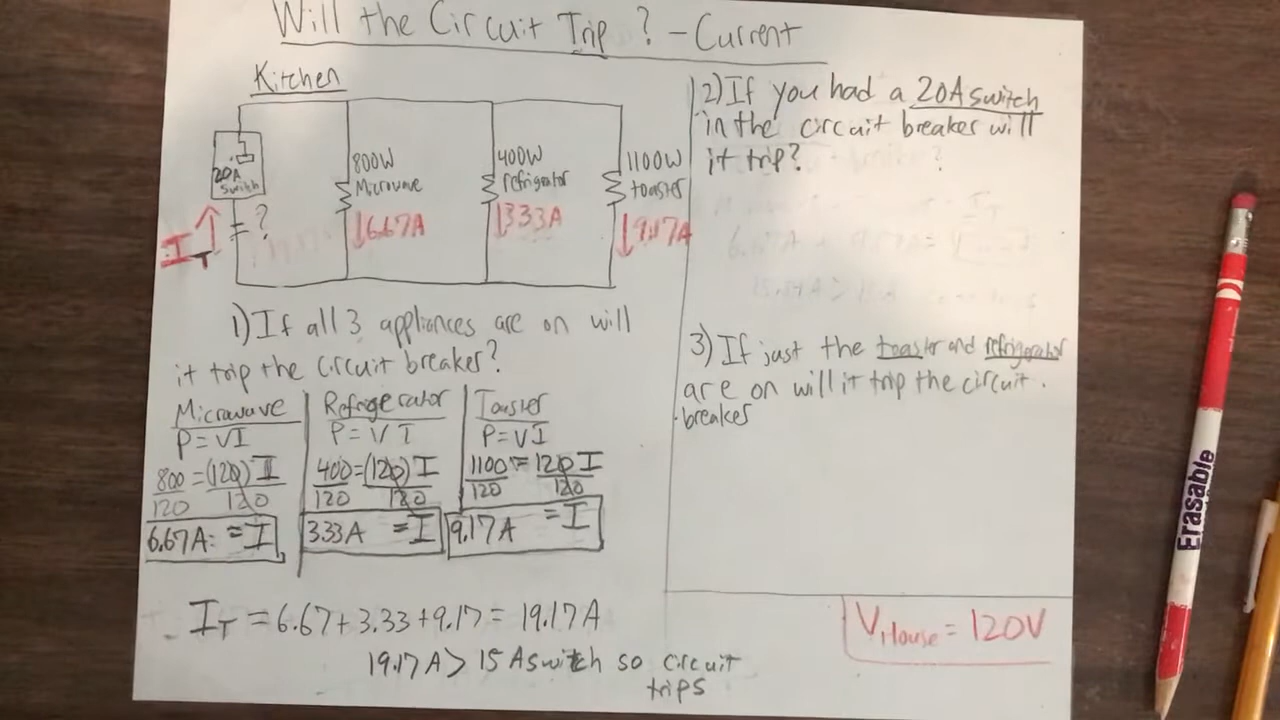 Will the Circuit Trip? - Current
Kitchen
20A
Switch
?
I_T
800W
Microwave
6.67A
400W
refrigrator
3.33A
1100W
toaster
9.17A
1) If all 3 appliances are on will
it trip the circuit breaker?
Microwave
P=VI
800=(120)I
120 120
6.67A=I
Refrigerator
P=VI
400=(120)I
120 120
3.33A =I
Toaster
P=VI
1100=120I
120 120
9.17A =I
I_T = 6.67+3.33+9.17= 19.17A
19.17A > 15A switch so circuit
trips
2) If you had a 20A switch
in the circuit breaker will
it trip?
3) If just the toaster and refrigerator
are on will it trip the circuit.
breaker
VHouse = 120V
Erasable